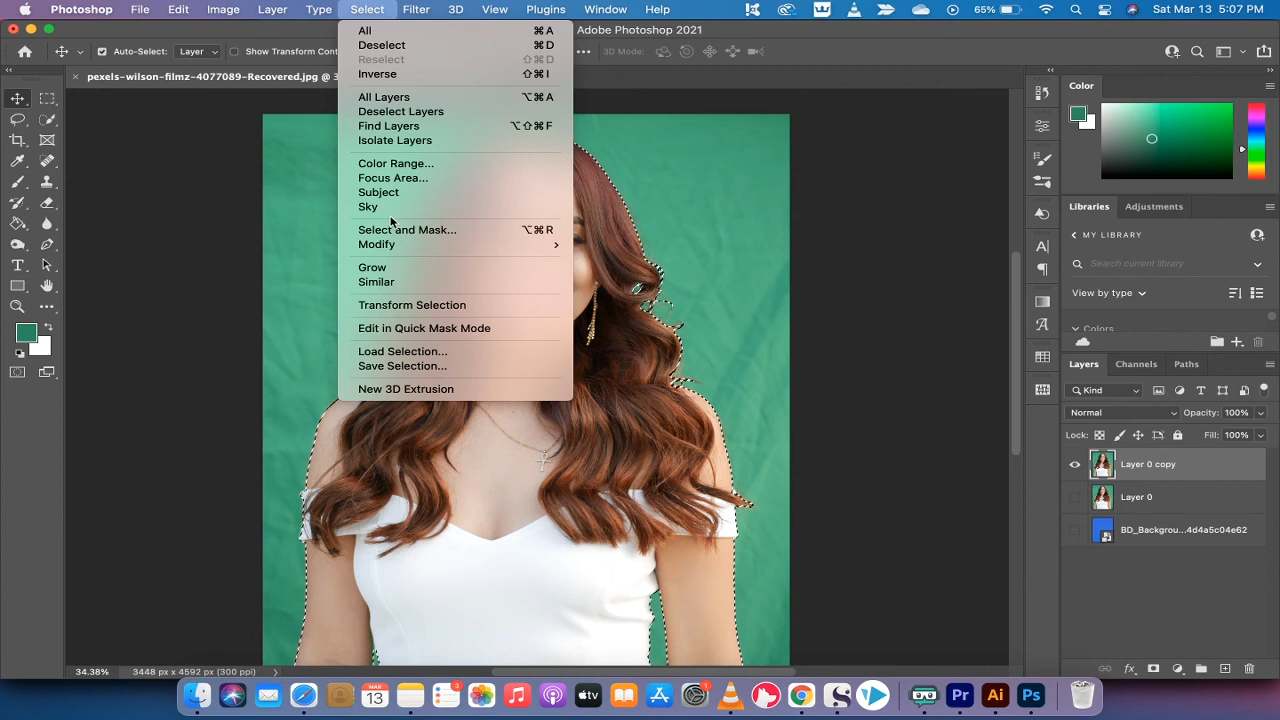 Photoshop File Edit Image Layer Type Select Filter 3D View Plugins Window Help 65% Sat Mar 13 5:07 PM
Adobe Photoshop 2021
Auto-Select: Layer Show Transform Cont 3D Mode:
pexels-wilson-filmz-4077089-Recovered.jpg @ 3
All ⌘A
Deselect ⌘D
Reselect ⇧⌘D
Inverse ⇧⌘I
All Layers ⌥⌘A
Deselect Layers
Find Layers ⌥⇧⌘F
Isolate Layers
Color Range...
Focus Area...
Subject
Sky
Select and Mask... ⌥⌘R
Modify
Grow
Similar
Transform Selection
Edit in Quick Mask Mode
Load Selection...
Save Selection...
New 3D Extrusion
Color
Libraries Adjustments
MY LIBRARY
Search current library
View by type
Colors
Layers Channels Paths
Kind
Normal Opacity: 100%
Lock: Fill: 100%
Layer 0 copy
Layer 0
BD_Backgrou...4d4a5c04e62
34.38% 3448 px x 4592 px (300 ppi)
MAR
13
3
tv
1
Pr Ai Ps